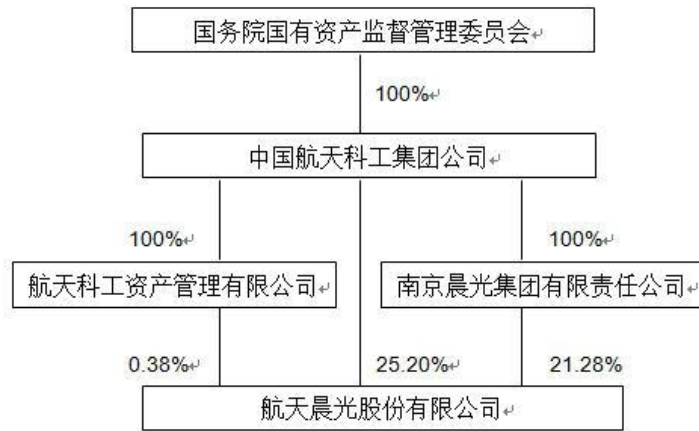 国务院国有资产监督管理委员会
100%
中国航天科工集团公司
100% 100%
航天科工资产管理有限公司 南京晨光集团有限责任公司
0.38% 25.20% 21.28%
航天晨光股份有限公司